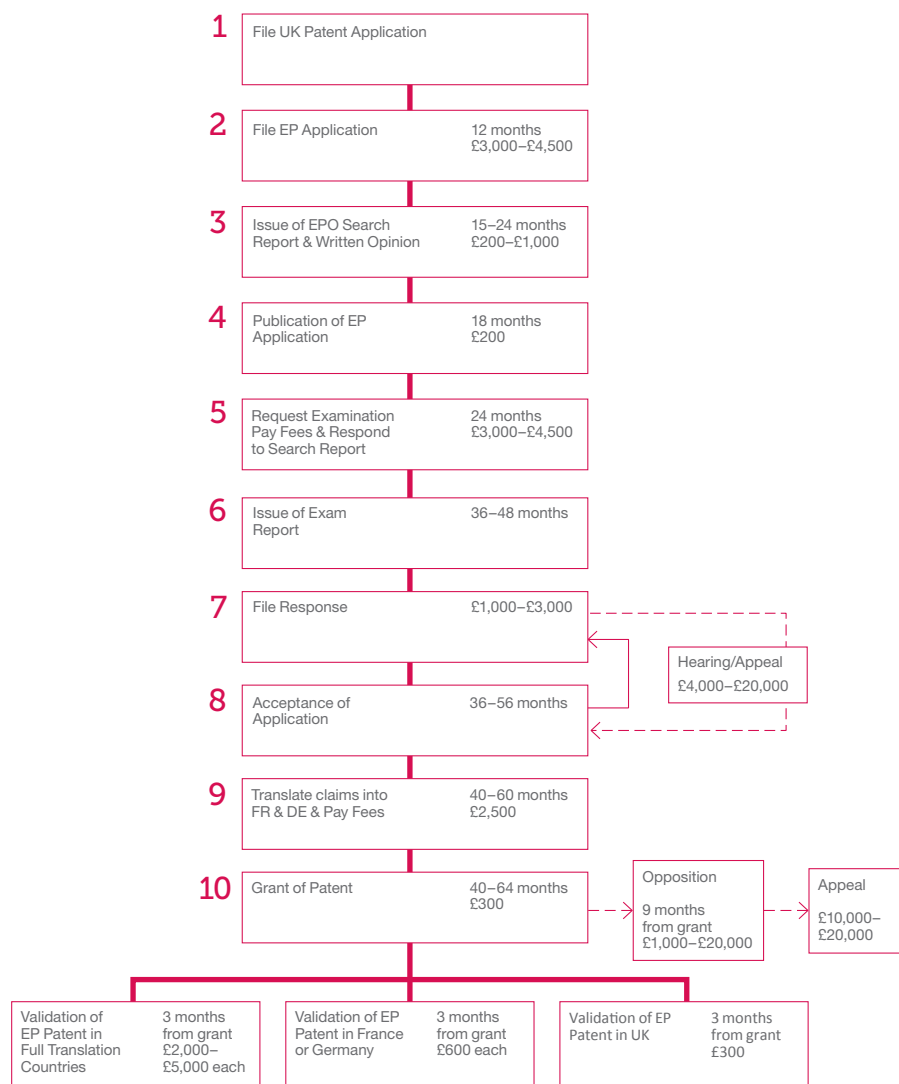 1
File UK Patent Application
2
File EP Application
12 months
£3,000–£4,500
3
Issue of EPO Search
Report & Written Opinion
15–24 months
£200–£1,000
4
Publication of EP
Application
18 months
£200
5
Request Examination
Pay Fees & Respond
to Search Report
24 months
£3,000–£4,500
6
Issue of Exam
Report
36–48 months
7
File Response
£1,000–£3,000
Hearing/Appeal
£4,000–£20,000
8
Acceptance of
Application
36–56 months
9
Translate claims into
FR & DE & Pay Fees
40–60 months
£2,500
10
Grant of Patent
40–64 months
£300
Opposition
9 months
from grant
£1,000–£20,000
Appeal
£10,000–
£20,000
Validation of
EP Patent in
Full Translation
Countries
3 months
from grant
£2,000–
£5,000 each
Validation of EP
Patent in France
or Germany
3 months
from grant
£600 each
Validation of EP
Patent in UK
3 months
from grant
£300